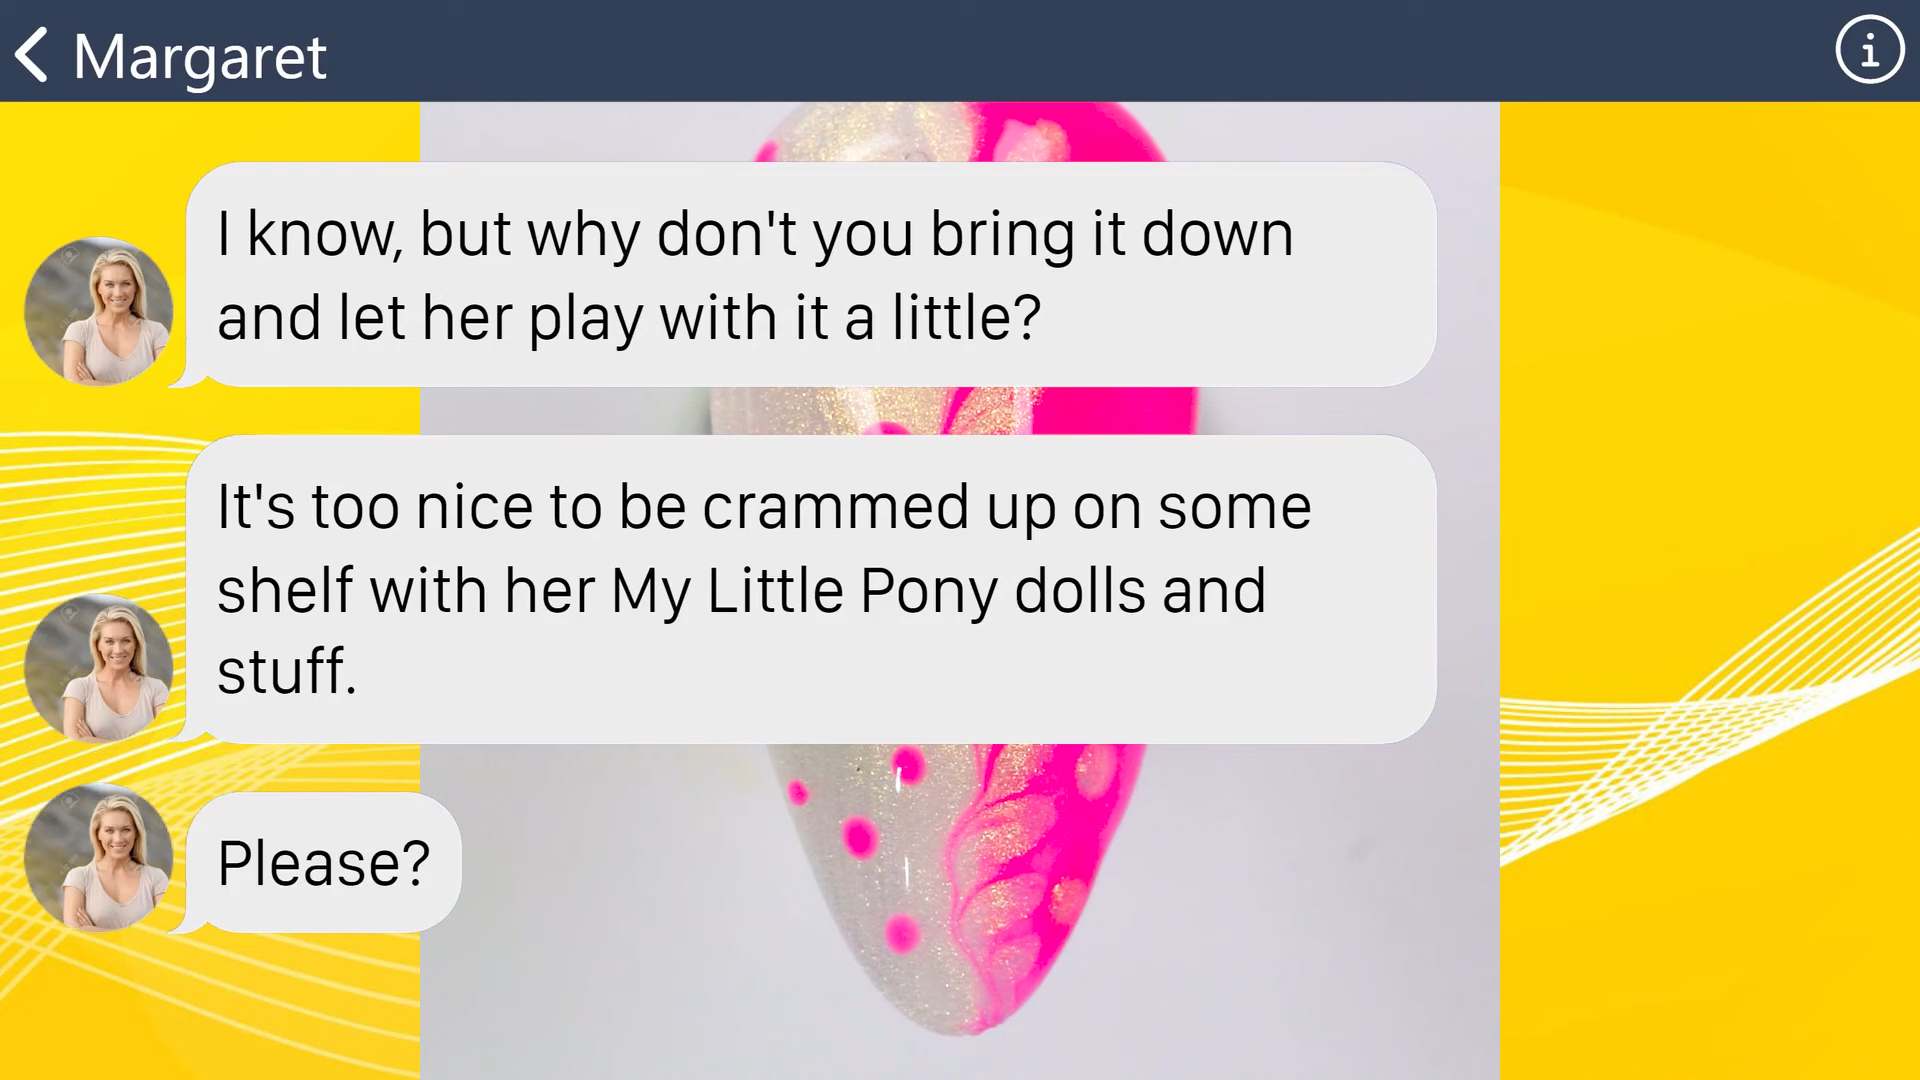 Margaret
I know, but why don't you bring it down
and let her play with it a little?
It's too nice to be crammed up on some
shelf with her My Little Pony dolls and
stuff.
Please?